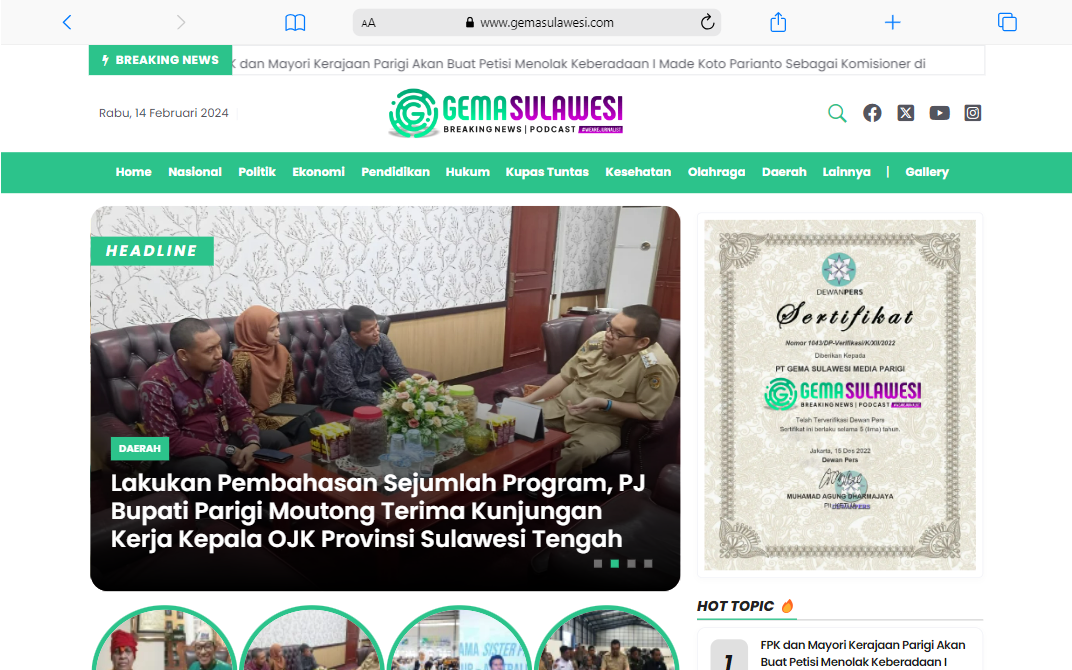 AA www.gemasulawesi.com
BREAKING NEWS
dan Mayori Kerajaan Parigi Akan Buat Petisi Menolak Keberadaan I Made Koto Parianto Sebagai Komisioner di
Rabu, 14 Februari 2024
GEMA SULAWESI
BREAKING NEWS | PODCAST #WEAREJURNALIST
Home Nasional Politik Ekonomi Pendidikan Hukum Kupas Tuntas Kesehatan Olahraga Daerah Lainnya | Gallery
HEADLINE
DAERAH
Lakukan Pembahasan Sejumlah Program, PJ
Bupati Parigi Moutong Terima Kunjungan
Kerja Kepala OJK Provinsi Sulawesi Tengah
DEWANPERS
Sertifikat
Nomor 1043/DP-Verifikasi/K/XII/2022
Diberikan Kepada
PT GEMA SULAWESI MEDIA PARIGI
GEMA SULAWESI
BREAKING NEWS | PODCAST
Telah Terverifikasi Dewan Pers
Sertifikat ini berlaku selama 5 (lima) tahun.
Jakarta, 15 Des 2022
Dewan Pers
MUHAMAD AGUNG DHARMAJAYA
DEWANPERS
HOT TOPIC
1
FPK dan Mayori Kerajaan Parigi Akan
Buat Petisi Menolak Keberadaan I
AMA SISTER P